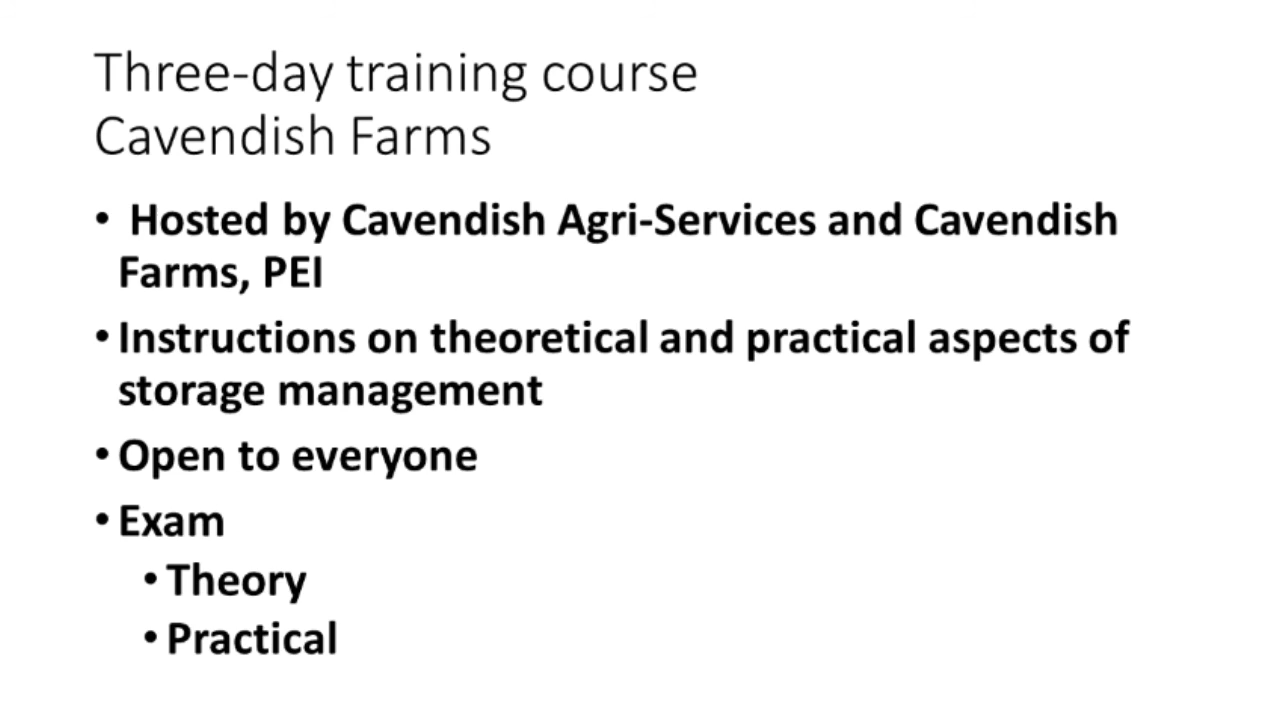 Three-day training course
Cavendish Farms
• Hosted by Cavendish Agri-Services and Cavendish
Farms, PEI
• Instructions on theoretical and practical aspects of
storage management
• Open to everyone
• Exam
• Theory
• Practical